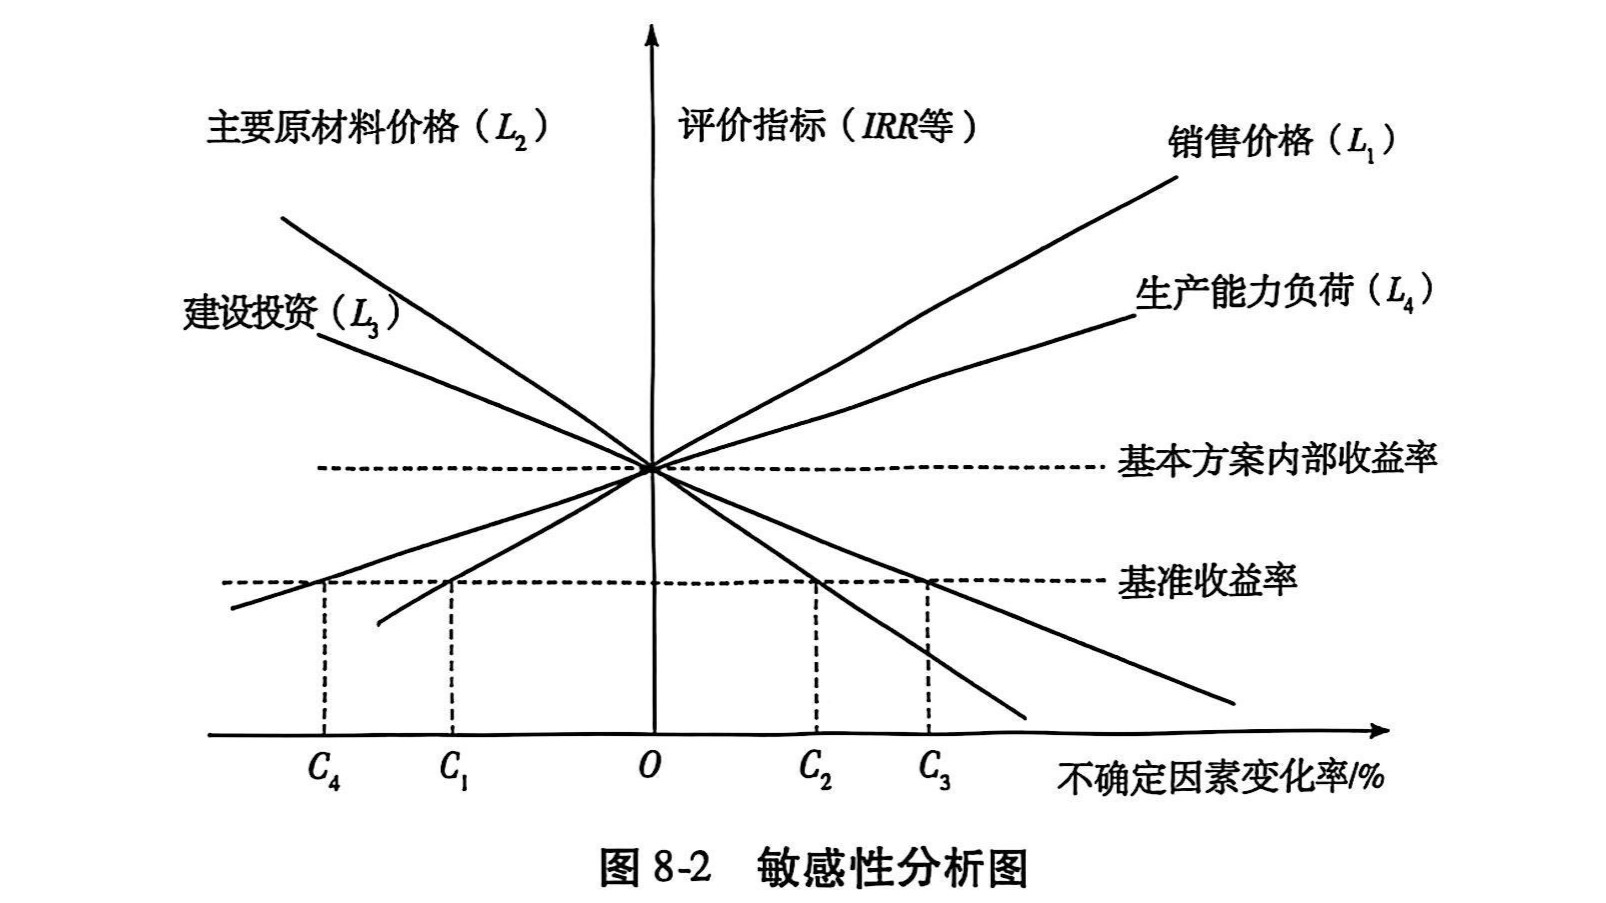 主要原材料价格（L₂）
评价指标（IRR等）
销售价格（L₁）
建设投资（L₃）
生产能力负荷（L₄）
基本方案内部收益率
基准收益率
C₄
C₁
O
C₂
C₃
不确定因素变化率/%
图 8-2 敏感性分析图